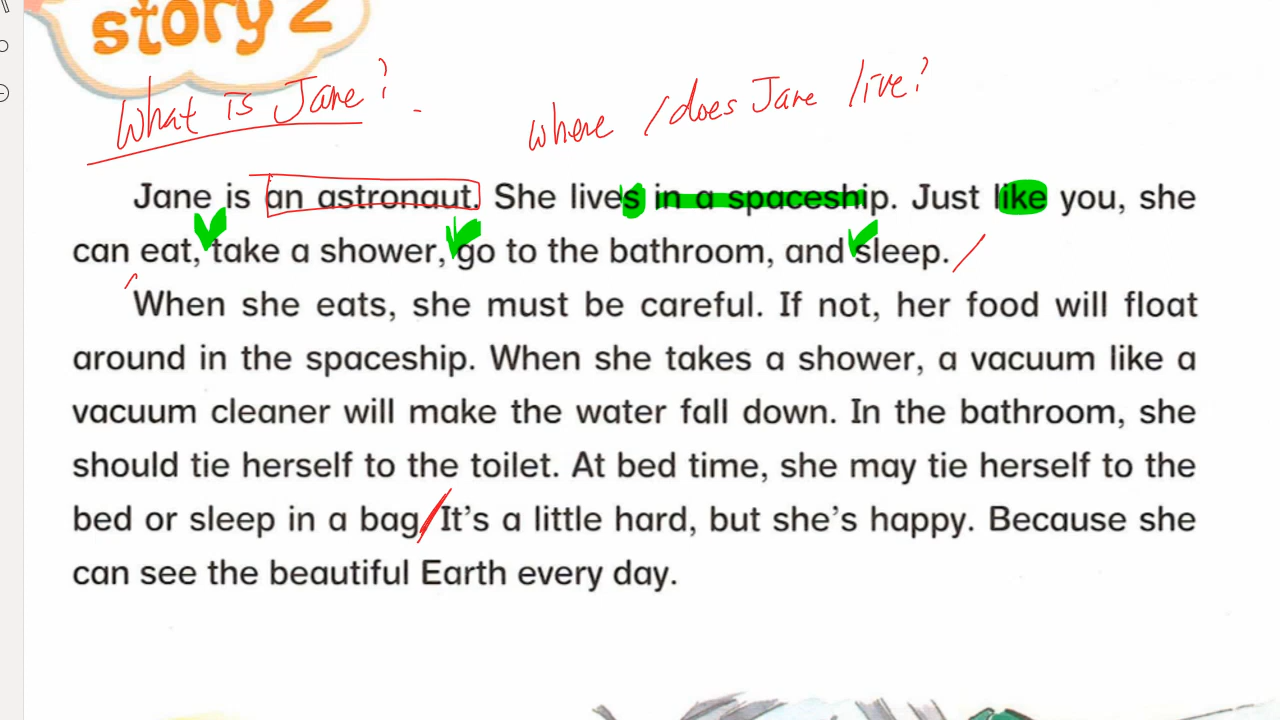 story 2
What is Jane?
where / does Jane live?
Jane is an astronaut. She lives in a spaceship. Just like you, she
can eat, take a shower, go to the bathroom, and sleep.
When she eats, she must be careful. If not, her food will float
around in the spaceship. When she takes a shower, a vacuum like a
vacuum cleaner will make the water fall down. In the bathroom, she
should tie herself to the toilet. At bed time, she may tie herself to the
bed or sleep in a bag. It's a little hard, but she's happy. Because she
can see the beautiful Earth every day.